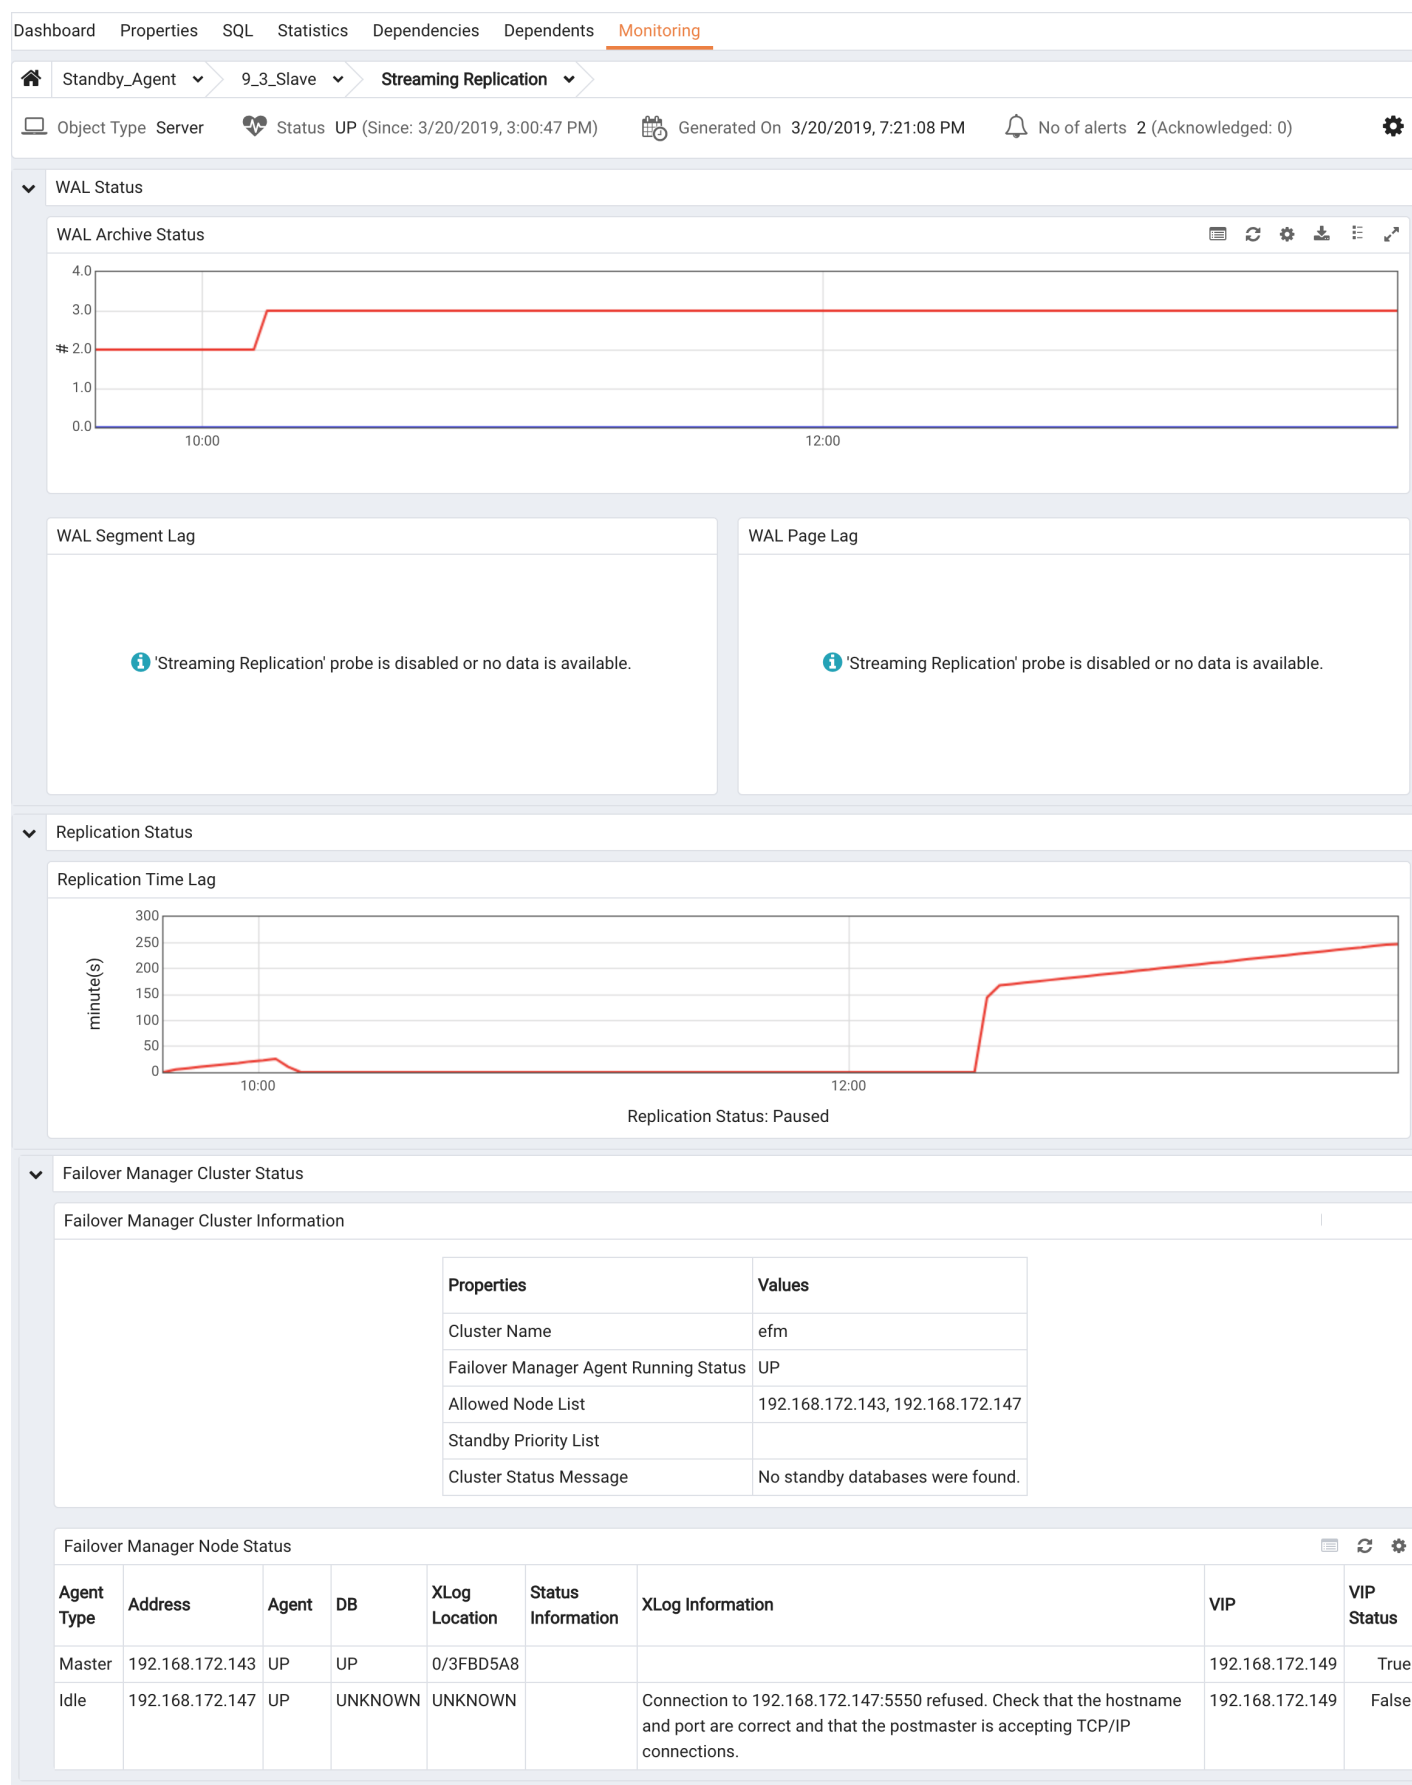 Dashboard Properties SQL Statistics Dependencies Dependents Monitoring
Standby_Agent 9_3_Slave Streaming Replication
Object Type Server Status UP (Since: 3/20/2019, 3:00:47 PM) Generated On 3/20/2019, 7:21:08 PM No of alerts 2 (Acknowledged: 0)
WAL Status
WAL Archive Status
4.0
3.0
# 2.0
1.0
0.0
10:00 12:00
WAL Segment Lag WAL Page Lag
'Streaming Replication' probe is disabled or no data is available. 'Streaming Replication' probe is disabled or no data is available.
Replication Status
Replication Time Lag
300
250
200
150
100
50
0
minute(s)
10:00 12:00
Replication Status: Paused
Failover Manager Cluster Status
Failover Manager Cluster Information
Properties Values
Cluster Name efm
Failover Manager Agent Running Status UP
Allowed Node List 192.168.172.143, 192.168.172.147
Standby Priority List
Cluster Status Message No standby databases were found.
Failover Manager Node Status
Agent Type Address Agent DB XLog Location Status Information XLog Information VIP VIP Status
Master 192.168.172.143 UP UP 0/3FBD5A8 192.168.172.149 True
Idle 192.168.172.147 UP UNKNOWN UNKNOWN Connection to 192.168.172.147:5550 refused. Check that the hostname 192.168.172.149 False
and port are correct and that the postmaster is accepting TCP/IP
connections.